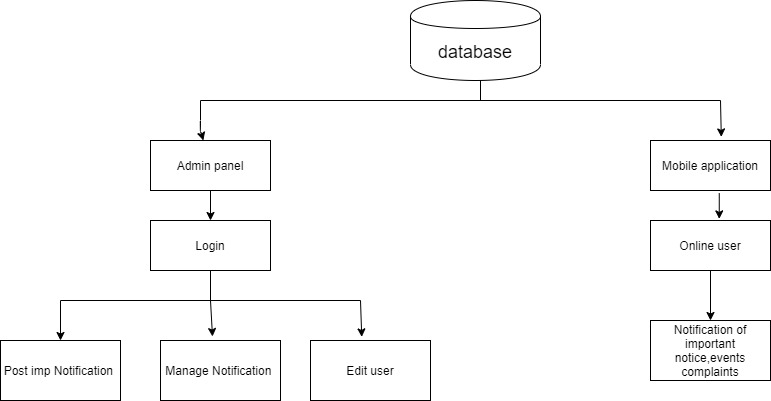 database
Admin panel
Mobile application
Login
Online user
Post imp Notification
Manage Notification
Edit user
Notification of
important
notice,events
complaints